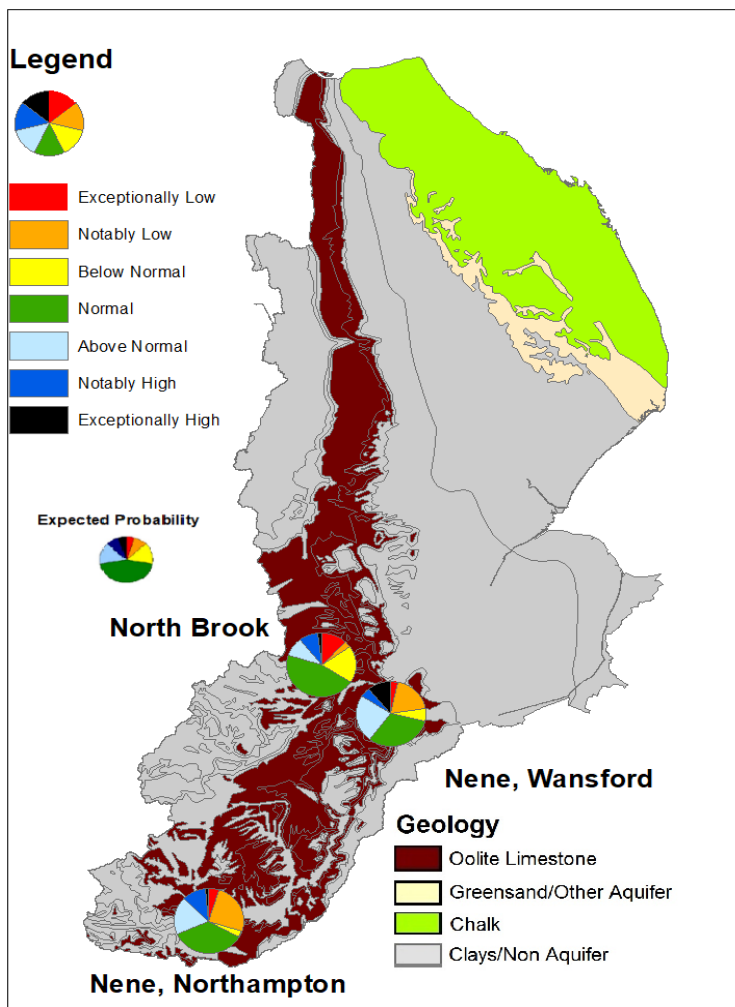 Legend
Exceptionally Low
Notably Low
Below Normal
Normal
Above Normal
Notably High
Exceptionally High
Expected Probability
North Brook
Nene, Wansford
Geology
Oolite Limestone
Greensand/Other Aquifer
Chalk
Clays/Non Aquifer
Nene, Northampton